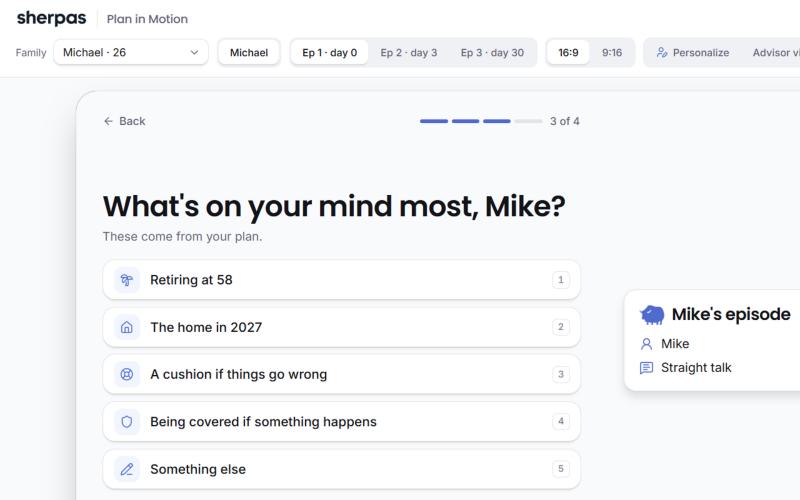 sherpas Plan in Motion
Family Michael · 26 Michael Ep 1 · day 0 Ep 2 · day 3 Ep 3 · day 30 16:9 9:16 Personalize Advisor vi
Back 3 of 4
What's on your mind most, Mike?
These come from your plan.
Retiring at 58 1
The home in 2027 2
A cushion if things go wrong 3
Being covered if something happens 4
Something else 5
Mike's episode
Mike
Straight talk